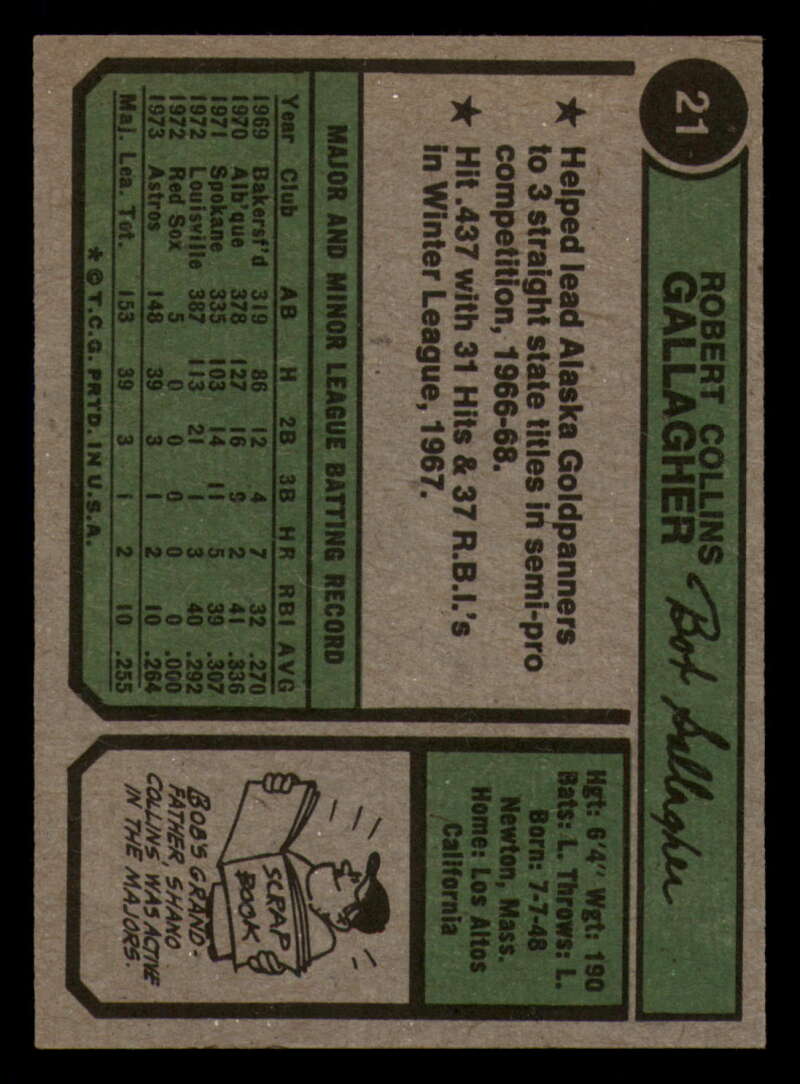 21
ROBERT COLLINS
GALLAGHER
Bob Gallagher
★ Helped lead Alaska Goldpanners
to 3 straight state titles in semi-pro
competition, 1966-68.
★ Hit .437 with 31 Hits & 37 R.B.I.'s
in Winter League, 1967.
Hgt: 6'4" Wgt: 190
Bats: L. Throws: L.
Born: 7-7-48
Newton, Mass.
Home: Los Altos
California
MAJOR AND MINOR LEAGUE BATTING RECORD
Year Club AB H 2B 3B HR RBI AVG
1969 Bakersf'd 319 86 12 4 7 32 .270
1970 Alb'que 378 127 16 9 2 41 .336
1971 Spokane 335 103 14 11 5 39 .307
1972 Louisville 387 113 21 1 3 40 .292
1972 Red Sox 5 0 0 0 0 0 .000
1973 Astros 148 39 3 1 2 10 .264
Maj. Lea. Tot. 153 39 3 1 2 10 .255
* © T.C.G. PRTD. IN U.S.A.
SCRAP
BOOK
BOB'S GRAND-
FATHER, SHANO
COLLINS, WAS ACTIVE
IN THE MAJORS.